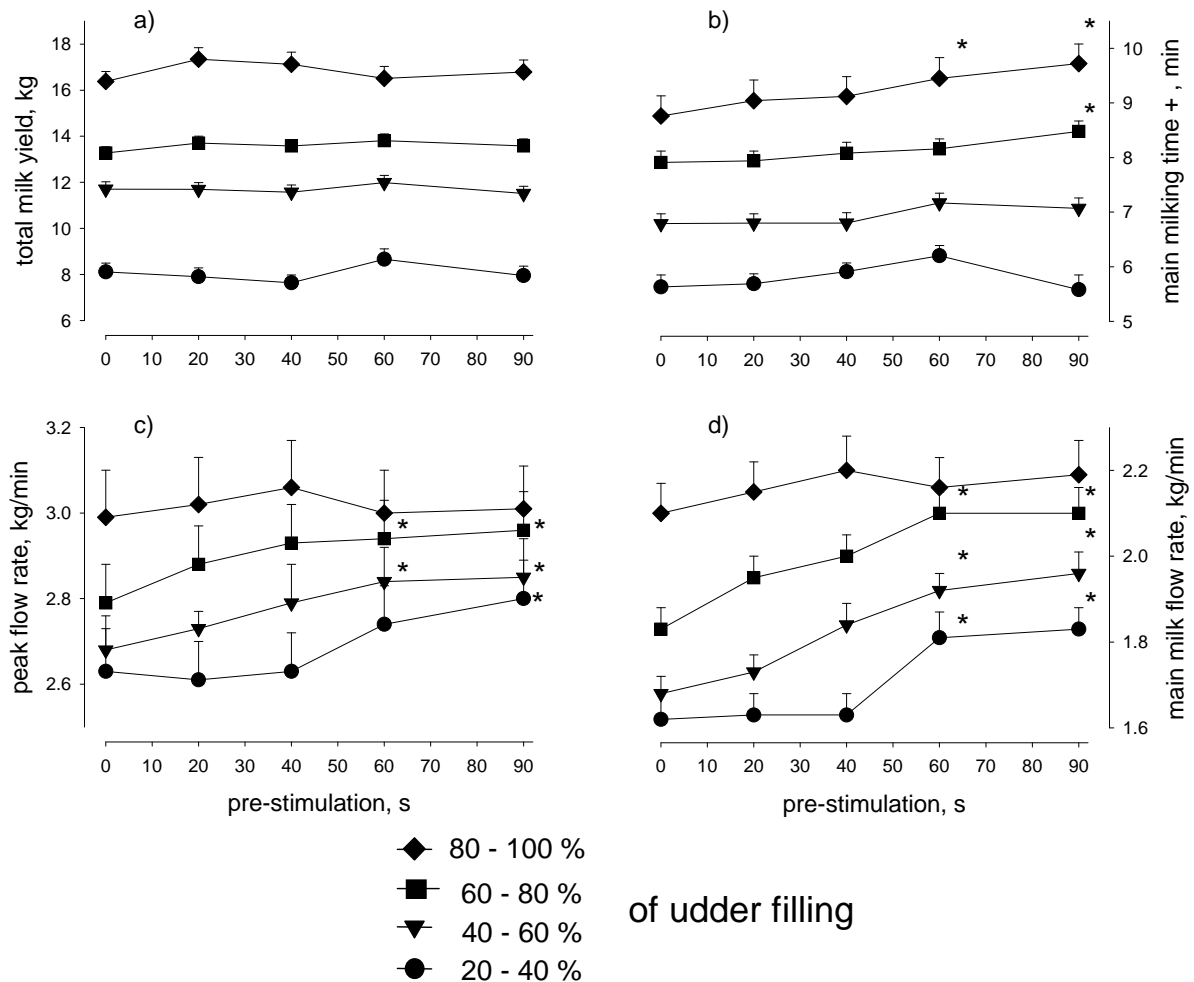 a)
b)
total milk yield, kg
18
16
14
12
10
8
6
0 10 20 30 40 50 60 70 80 90
* *
*
main milking time + , min
10
9
8
7
6
5
0 10 20 30 40 50 60 70 80 90
c)
d)
peak flow rate, kg/min
3.2
3.0
2.8
2.6
* *
* *
*
0 10 20 30 40 50 60 70 80 90
pre-stimulation, s
main milk flow rate, kg/min
2.2
2.0
1.8
1.6
* *
* *
* *
0 10 20 30 40 50 60 70 80 90
pre-stimulation, s
80 - 100 %
60 - 80 %
40 - 60 %
20 - 40 %
of udder filling